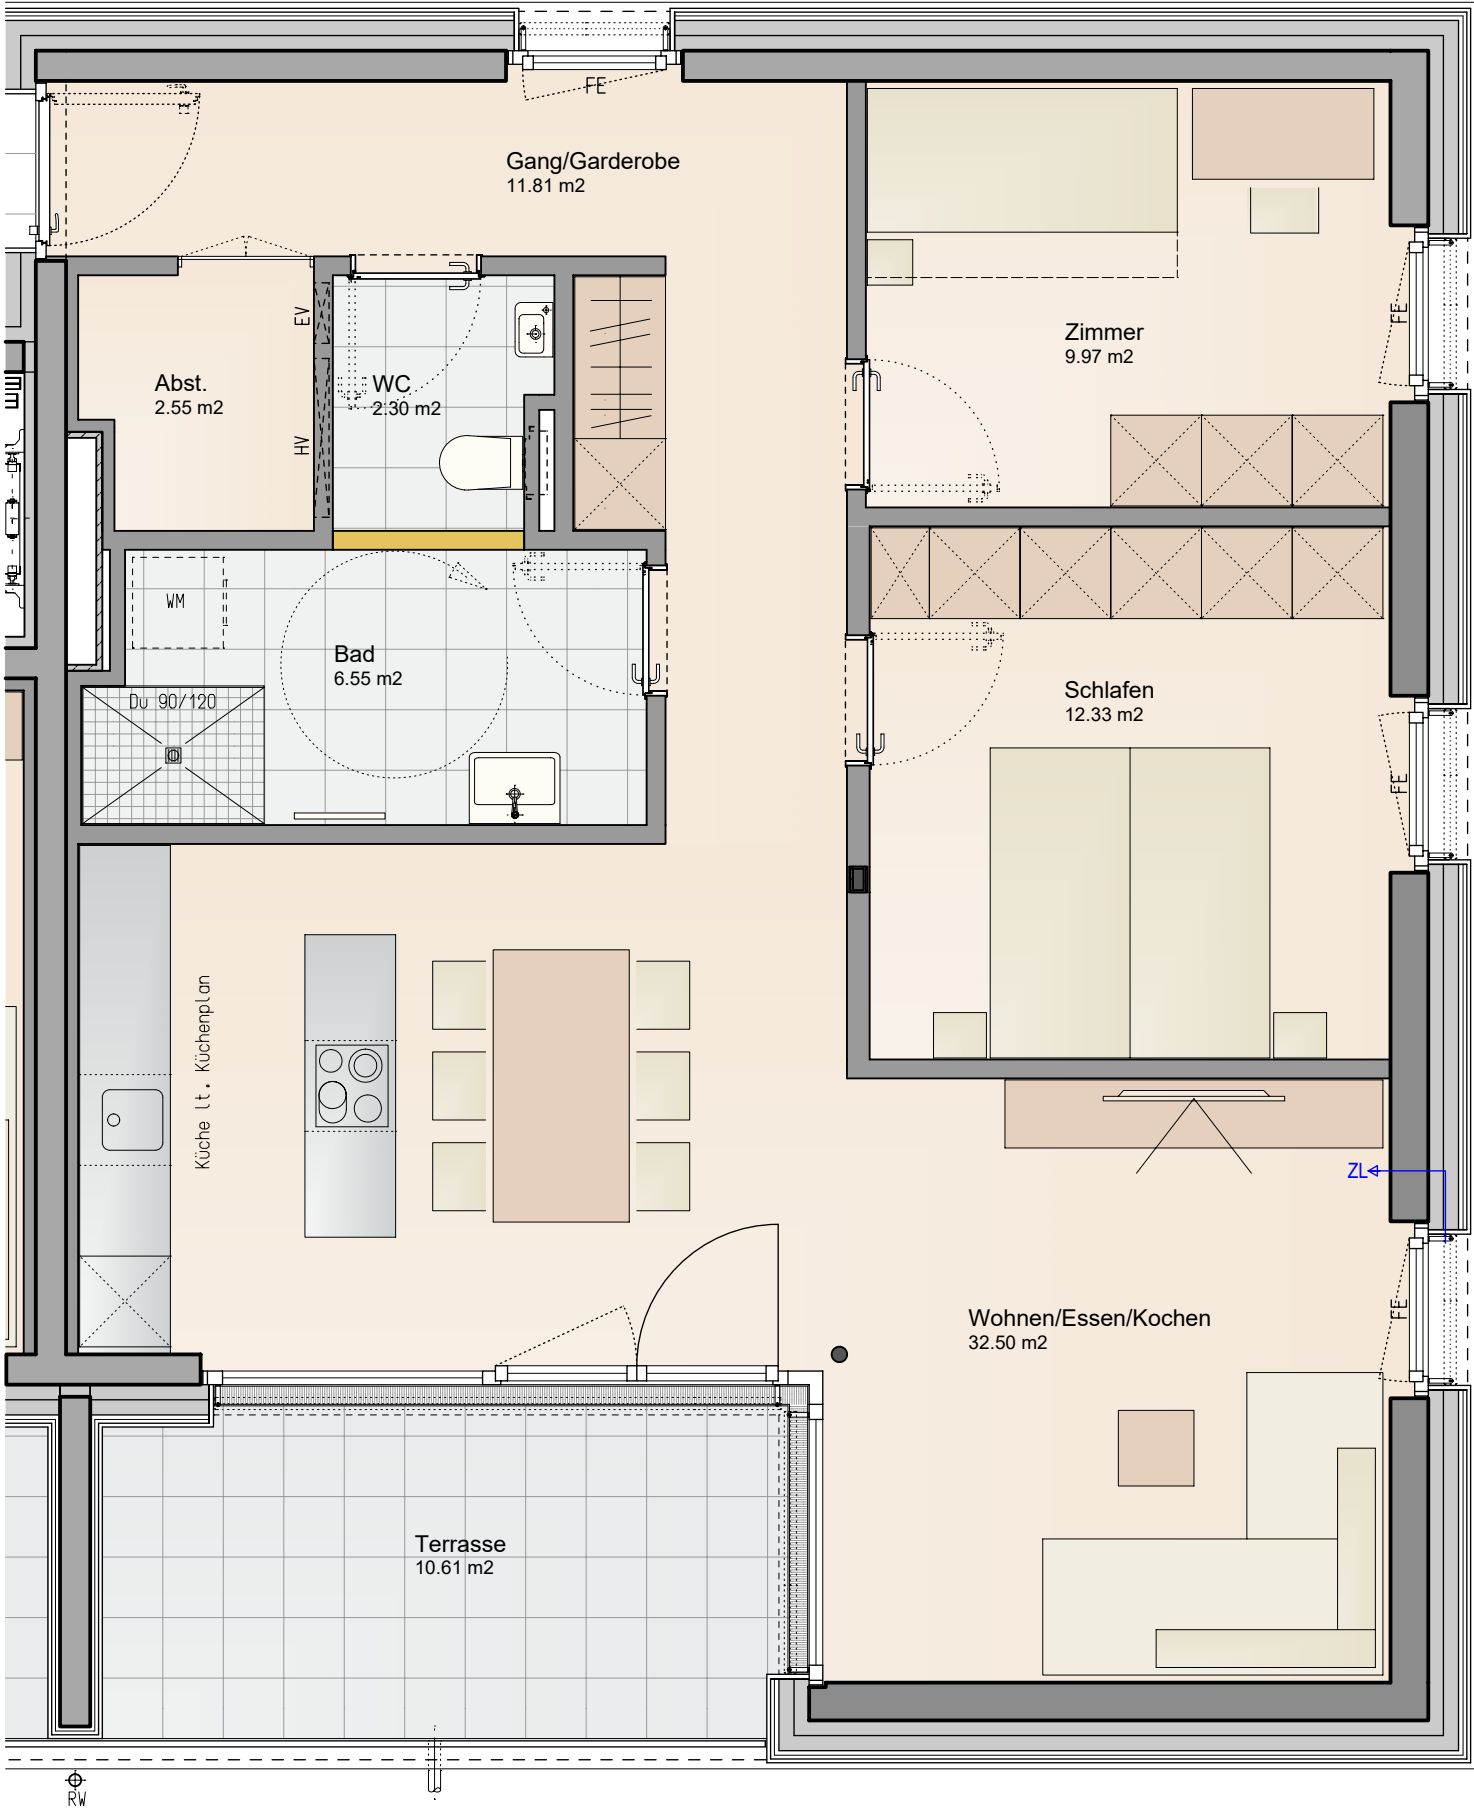 FE
Gang/Garderobe
11.81 m2
Zimmer
9.97 m2
FE
EV
HV
Abst.
2.55 m2
WC
2.30 m2
WM
Bad
6.55 m2
Du 90/120
Schlafen
12.33 m2
FE
Küche lt. Küchenplan
ZL
Wohnen/Essen/Kochen
32.50 m2
FE
Terrasse
10.61 m2
RW